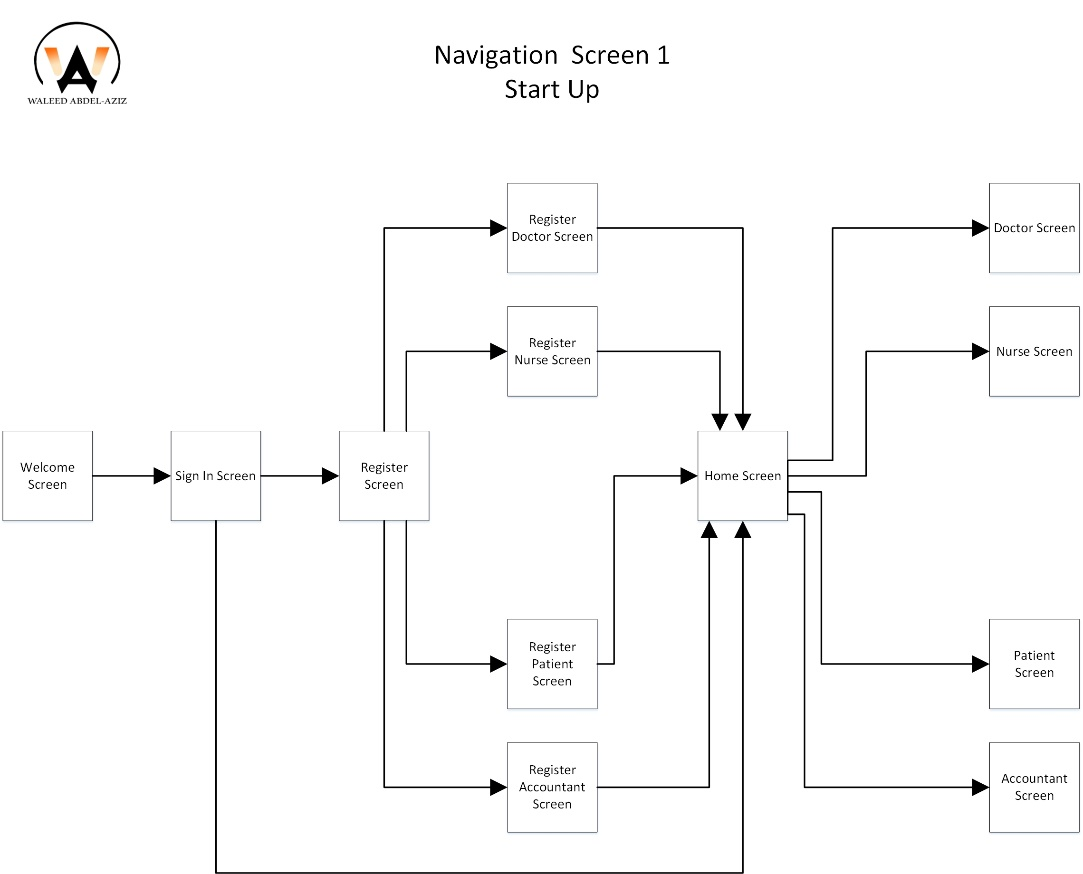 WALEED ABDEL-AZIZ
Navigation Screen 1
Start Up
Register
Doctor Screen
Doctor Screen
Register
Nurse Screen
Nurse Screen
Welcome
Screen
Sign In Screen
Register
Screen
Home Screen
Register
Patient
Screen
Patient
Screen
Register
Accountant
Screen
Accountant
Screen